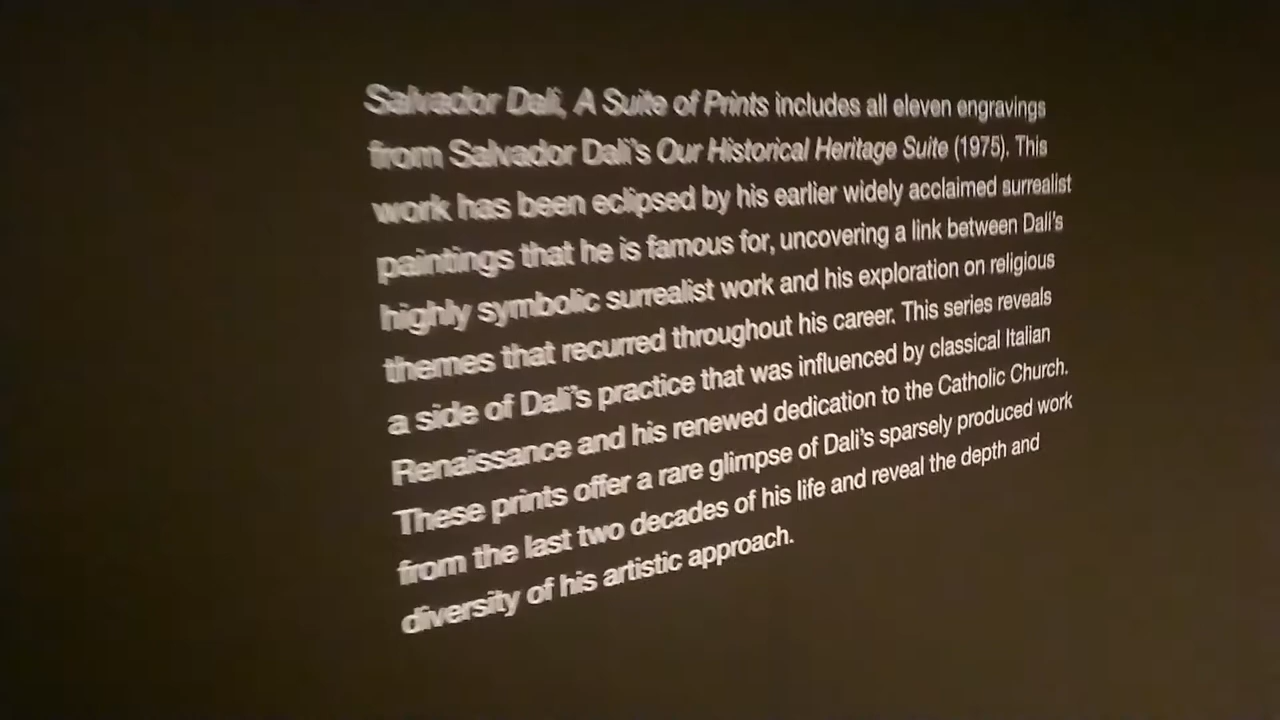 Salvador Dali, A Suite of Prints includes all eleven engravings
from Salvador Dali's Our Historical Heritage Suite (1975). This
work has been eclipsed by his earlier widely acclaimed surrealist
paintings that he is famous for, uncovering a link between Dali's
highly symbolic surrealist work and his exploration on religious
themes that recurred throughout his career. This series reveals
a side of Dali's practice that was influenced by classical Italian
Renaissance and his renewed dedication to the Catholic Church.
These prints offer a rare glimpse of Dali's sparsely produced work
from the last two decades of his life and reveal the depth and
diversity of his artistic approach.